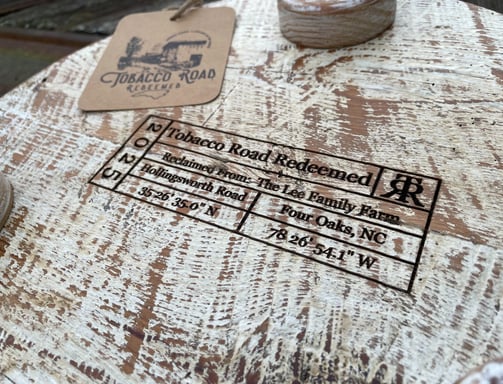 TOBACCO ROAD
REDEEMED
2025
Tobacco Road Redeemed
TRR
Reclaimed From: The Lee Family Farm
Hollingsworth Road
Four Oaks, NC
35 26' 35.0" N
78 26' 54.1" W